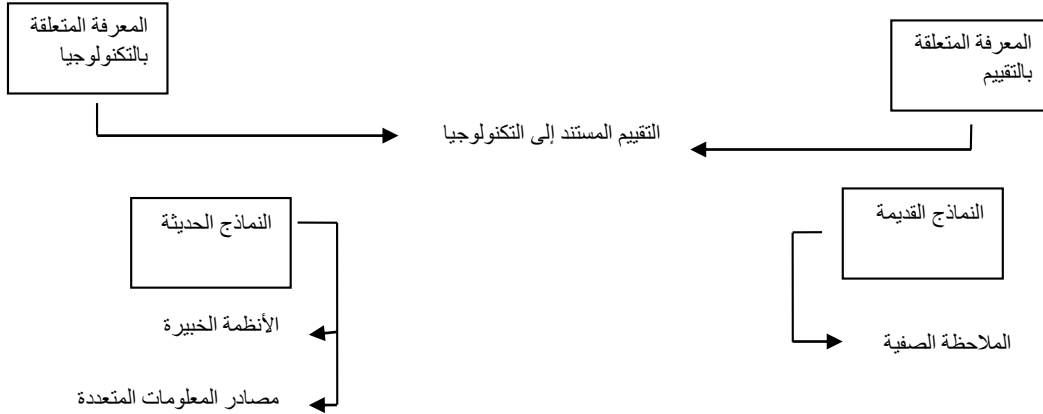 المعرفة المتعلقة
بالتقييم
المعرفة المتعلقة
بالتكنولوجيا
التقييم المستند إلى التكنولوجيا
النماذج القديمة
الملاحظة الصفية
النماذج الحديثة
الأنظمة الخبيرة
مصادر المعلومات المتعددة